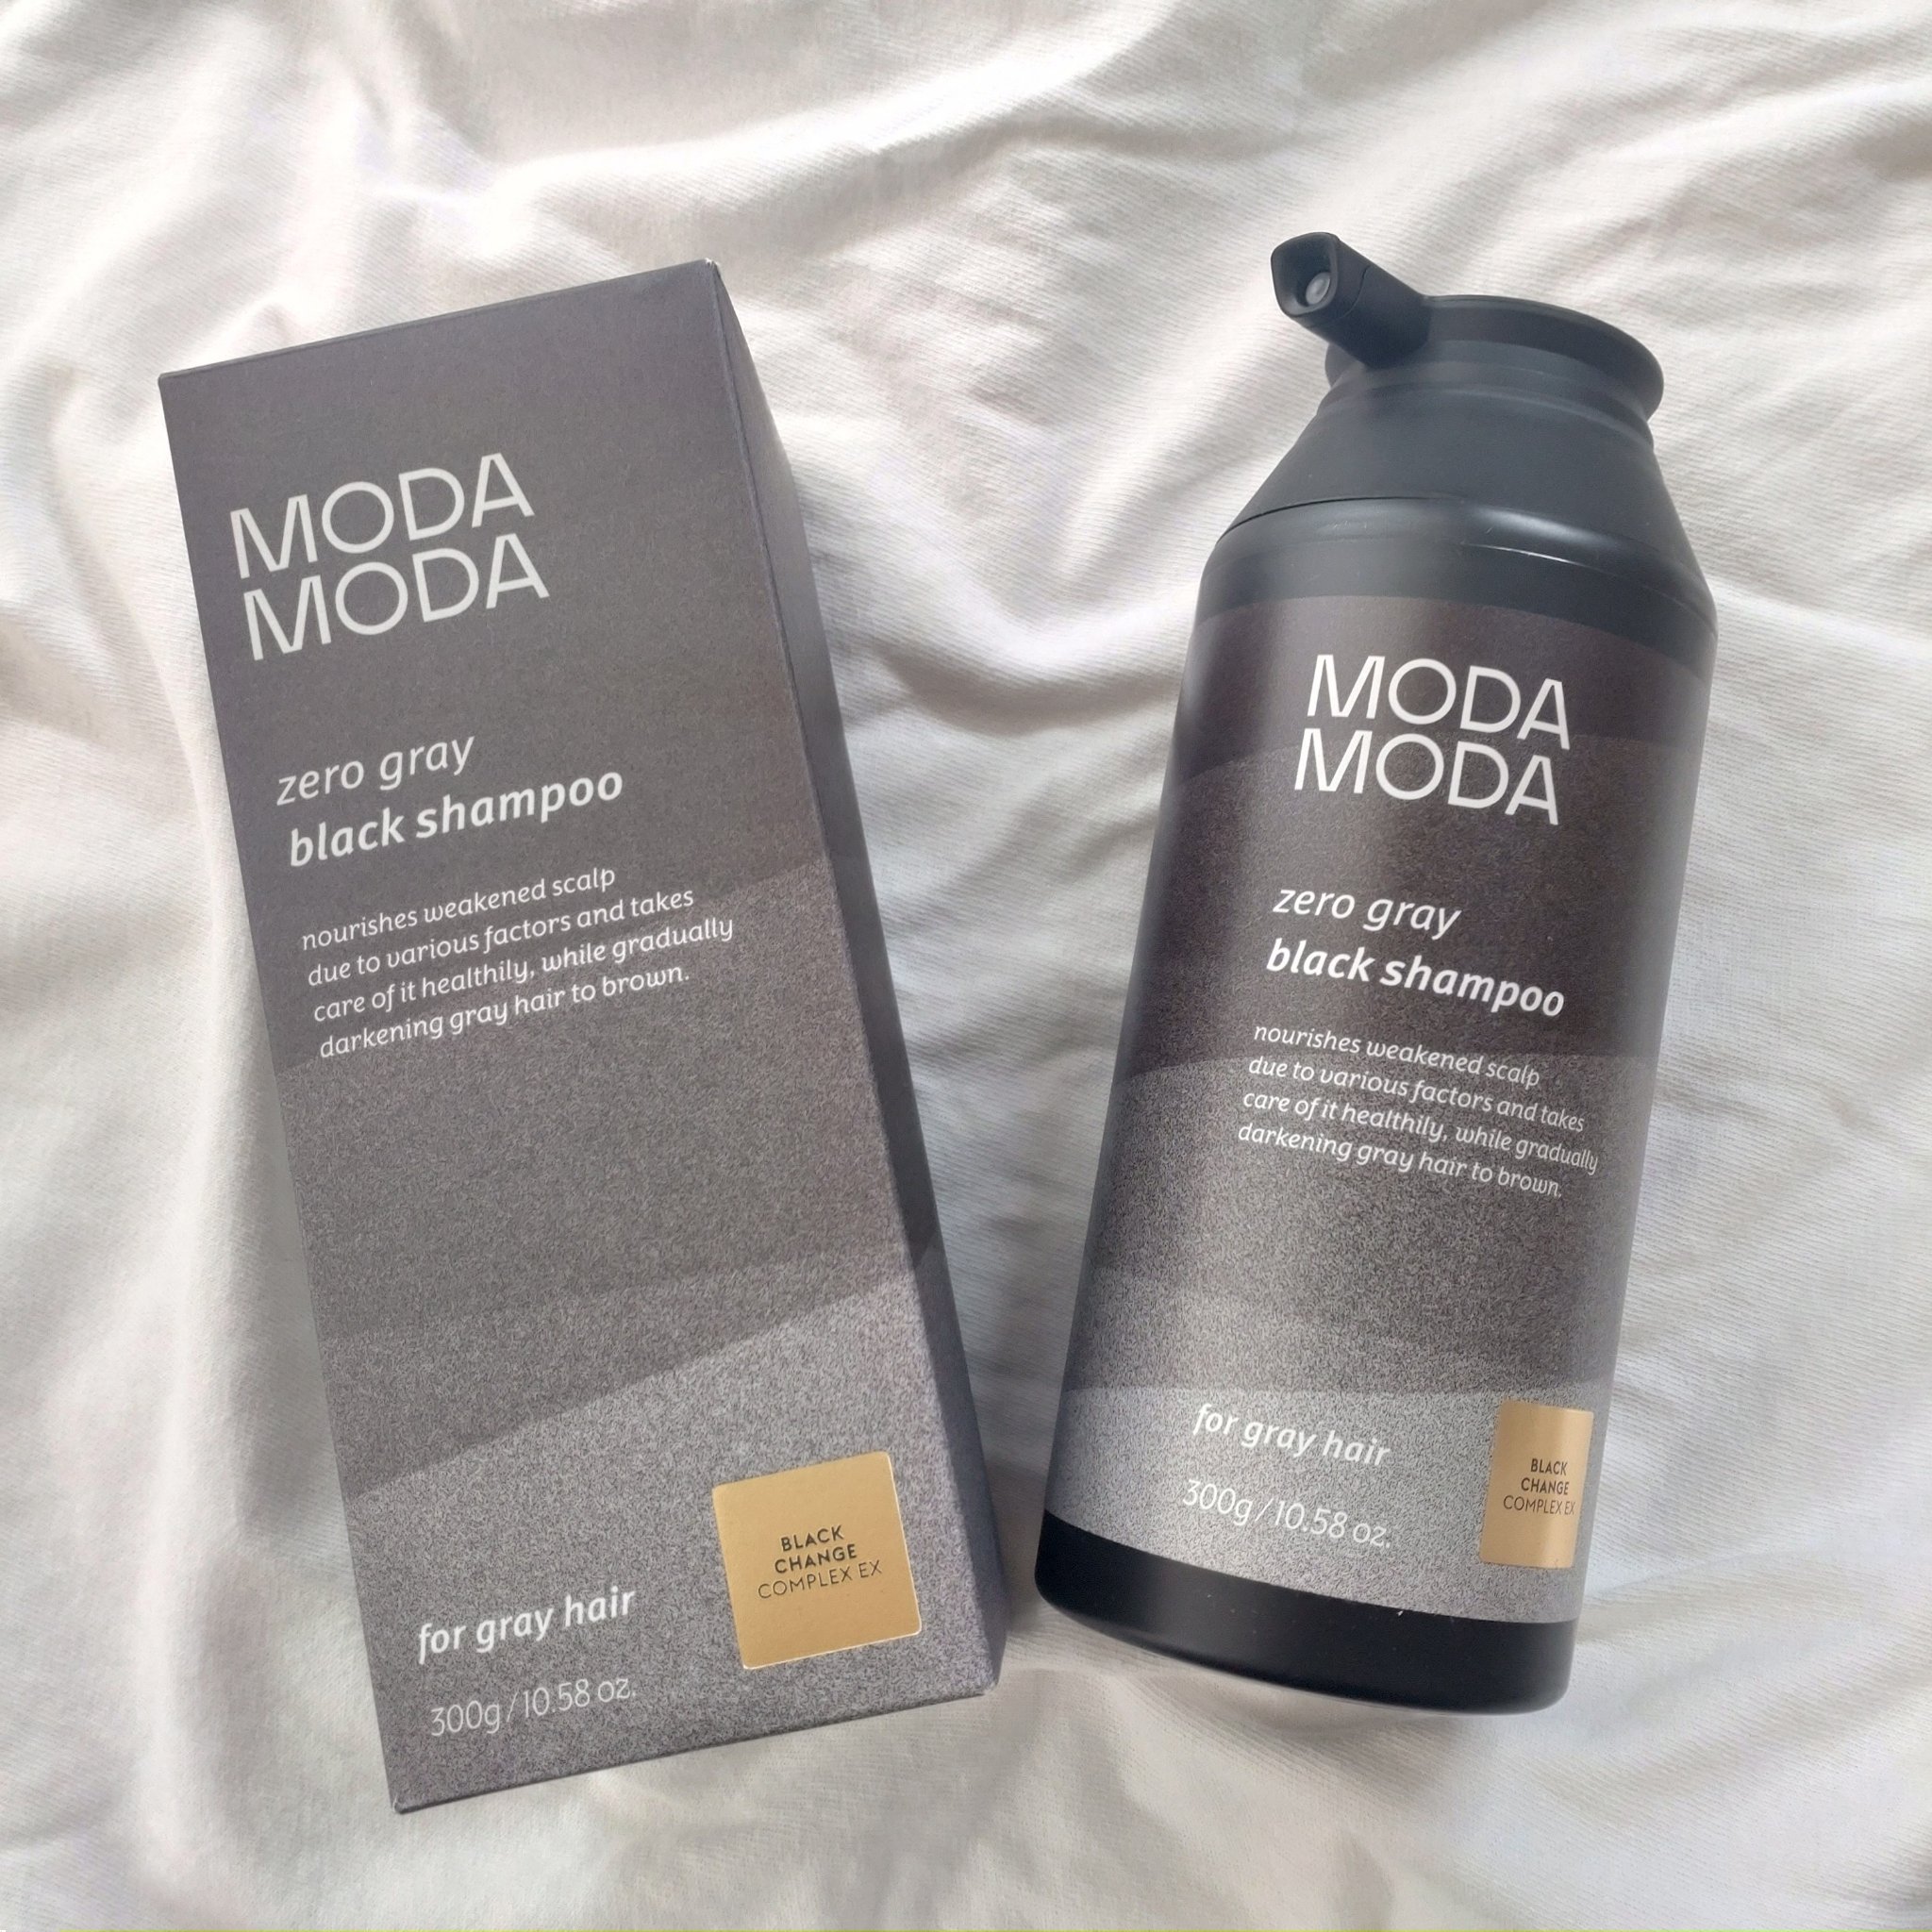 MODA
MODA
zero gray
black shampoo
nourishes weakened scalp
due to various factors and takes
care of it healthily, while gradually
darkening gray hair to brown.
BLACK
CHANGE
COMPLEX EX
for gray hair
300g / 10.58 oz.
MODA
MODA
zero gray
black shampoo
nourishes weakened scalp
due to various factors and takes
care of it healthily, while gradually
darkening gray hair to brown.
for gray hair
300g / 10.58 oz.
BLACK
CHANGE
COMPLEX EX